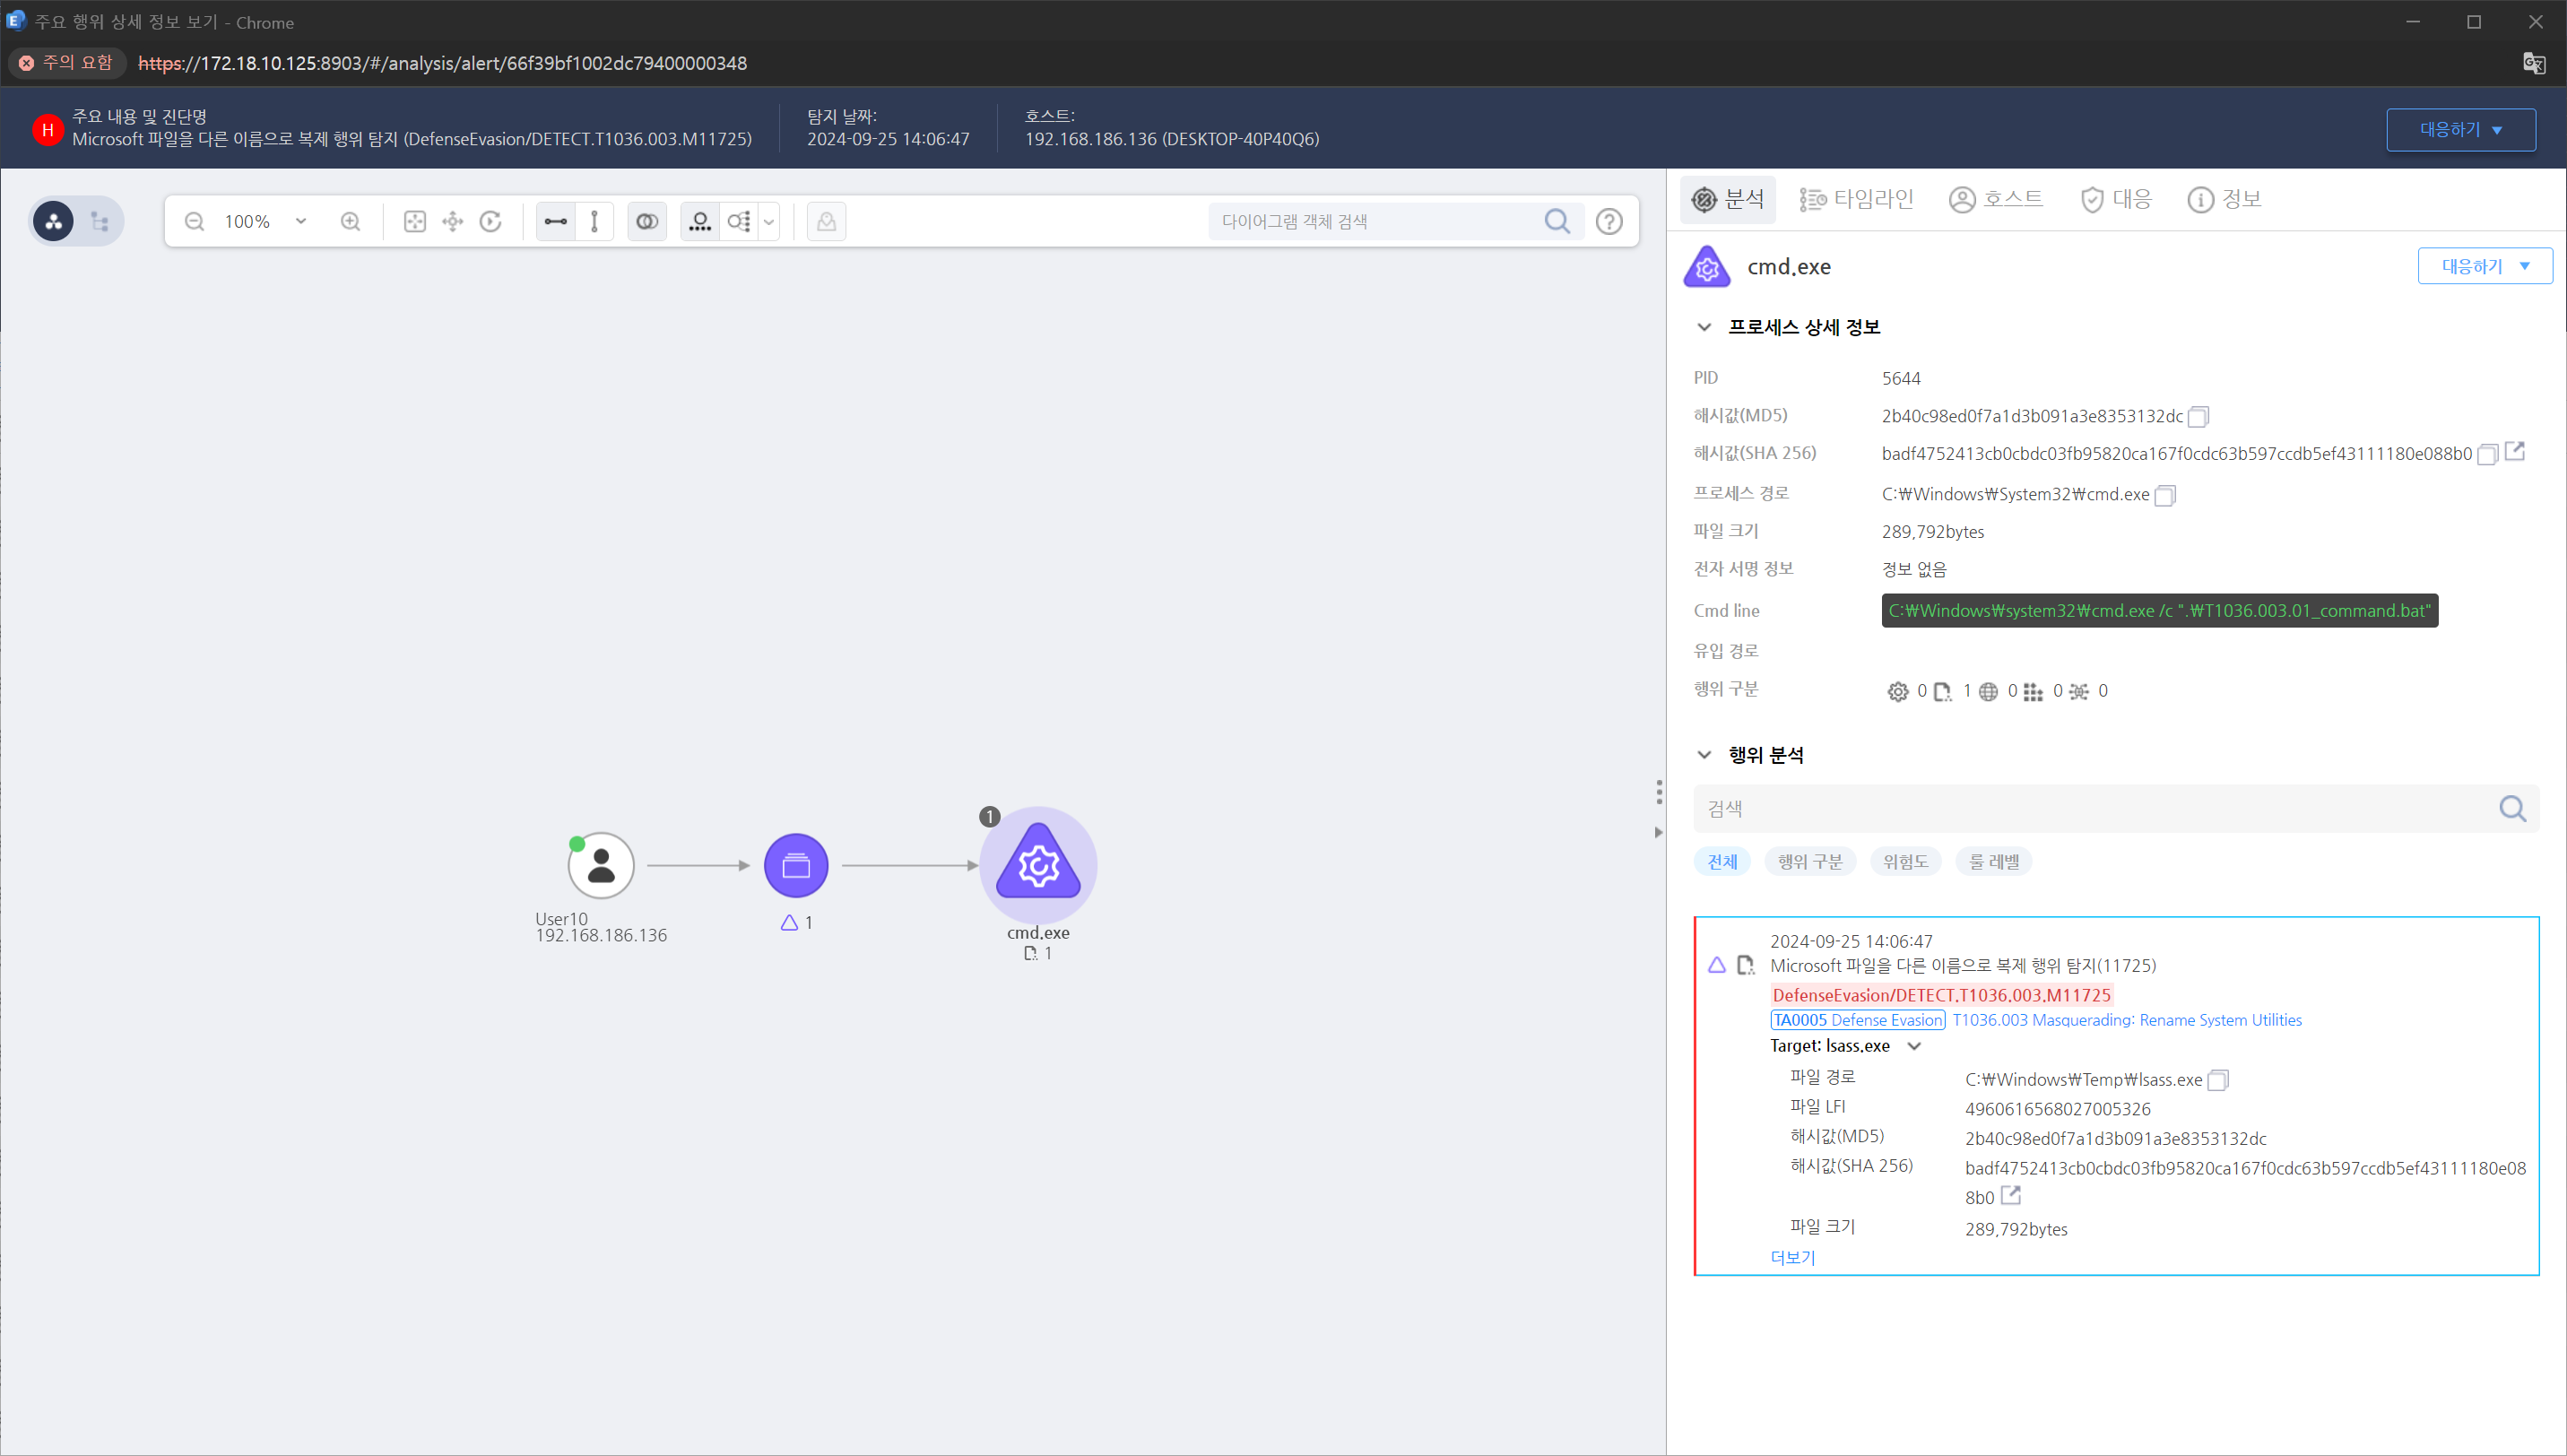 주요 행위 상세 정보 보기 - Chrome
주의 요함 https://172.18.10.125:8903/#/analysis/alert/66f39bf1002dc79400000348
H
주요 내용 및 진단명
Microsoft 파일을 다른 이름으로 복제 행위 탐지 (DefenseEvasion/DETECT.T1036.003.M11725)
탐지 날짜:
2024-09-25 14:06:47
호스트:
192.168.186.136 (DESKTOP-40P40Q6)
대응하기
100%
다이어그램 객체 검색
User10
192.168.186.136
1
1
cmd.exe
1
분석 타임라인 호스트 대응 정보
cmd.exe
대응하기
프로세스 상세 정보
PID 5644
해시값(MD5) 2b40c98ed0f7a1d3b091a3e8353132dc
해시값(SHA 256) badf4752413cb0cbdc03fb95820ca167f0cdc63b597ccdb5ef43111180e088b0
프로세스 경로 C:₩Windows₩System32₩cmd.exe
파일 크기 289,792bytes
전자 서명 정보 정보 없음
Cmd line C:₩Windows₩system32₩cmd.exe /c ".₩T1036.003.01_command.bat"
유입 경로
행위 구분 0 1 0 0 0
행위 분석
검색
전체 행위 구분 위험도 룰 레벨
2024-09-25 14:06:47
Microsoft 파일을 다른 이름으로 복제 행위 탐지(11725)
DefenseEvasion/DETECT.T1036.003.M11725
TA0005 Defense Evasion T1036.003 Masquerading: Rename System Utilities
Target: lsass.exe
파일 경로 C:₩Windows₩Temp₩lsass.exe
파일 LFI 4960616568027005326
해시값(MD5) 2b40c98ed0f7a1d3b091a3e8353132dc
해시값(SHA 256) badf4752413cb0cbdc03fb95820ca167f0cdc63b597ccdb5ef43111180e08
8b0
파일 크기 289,792bytes
더보기